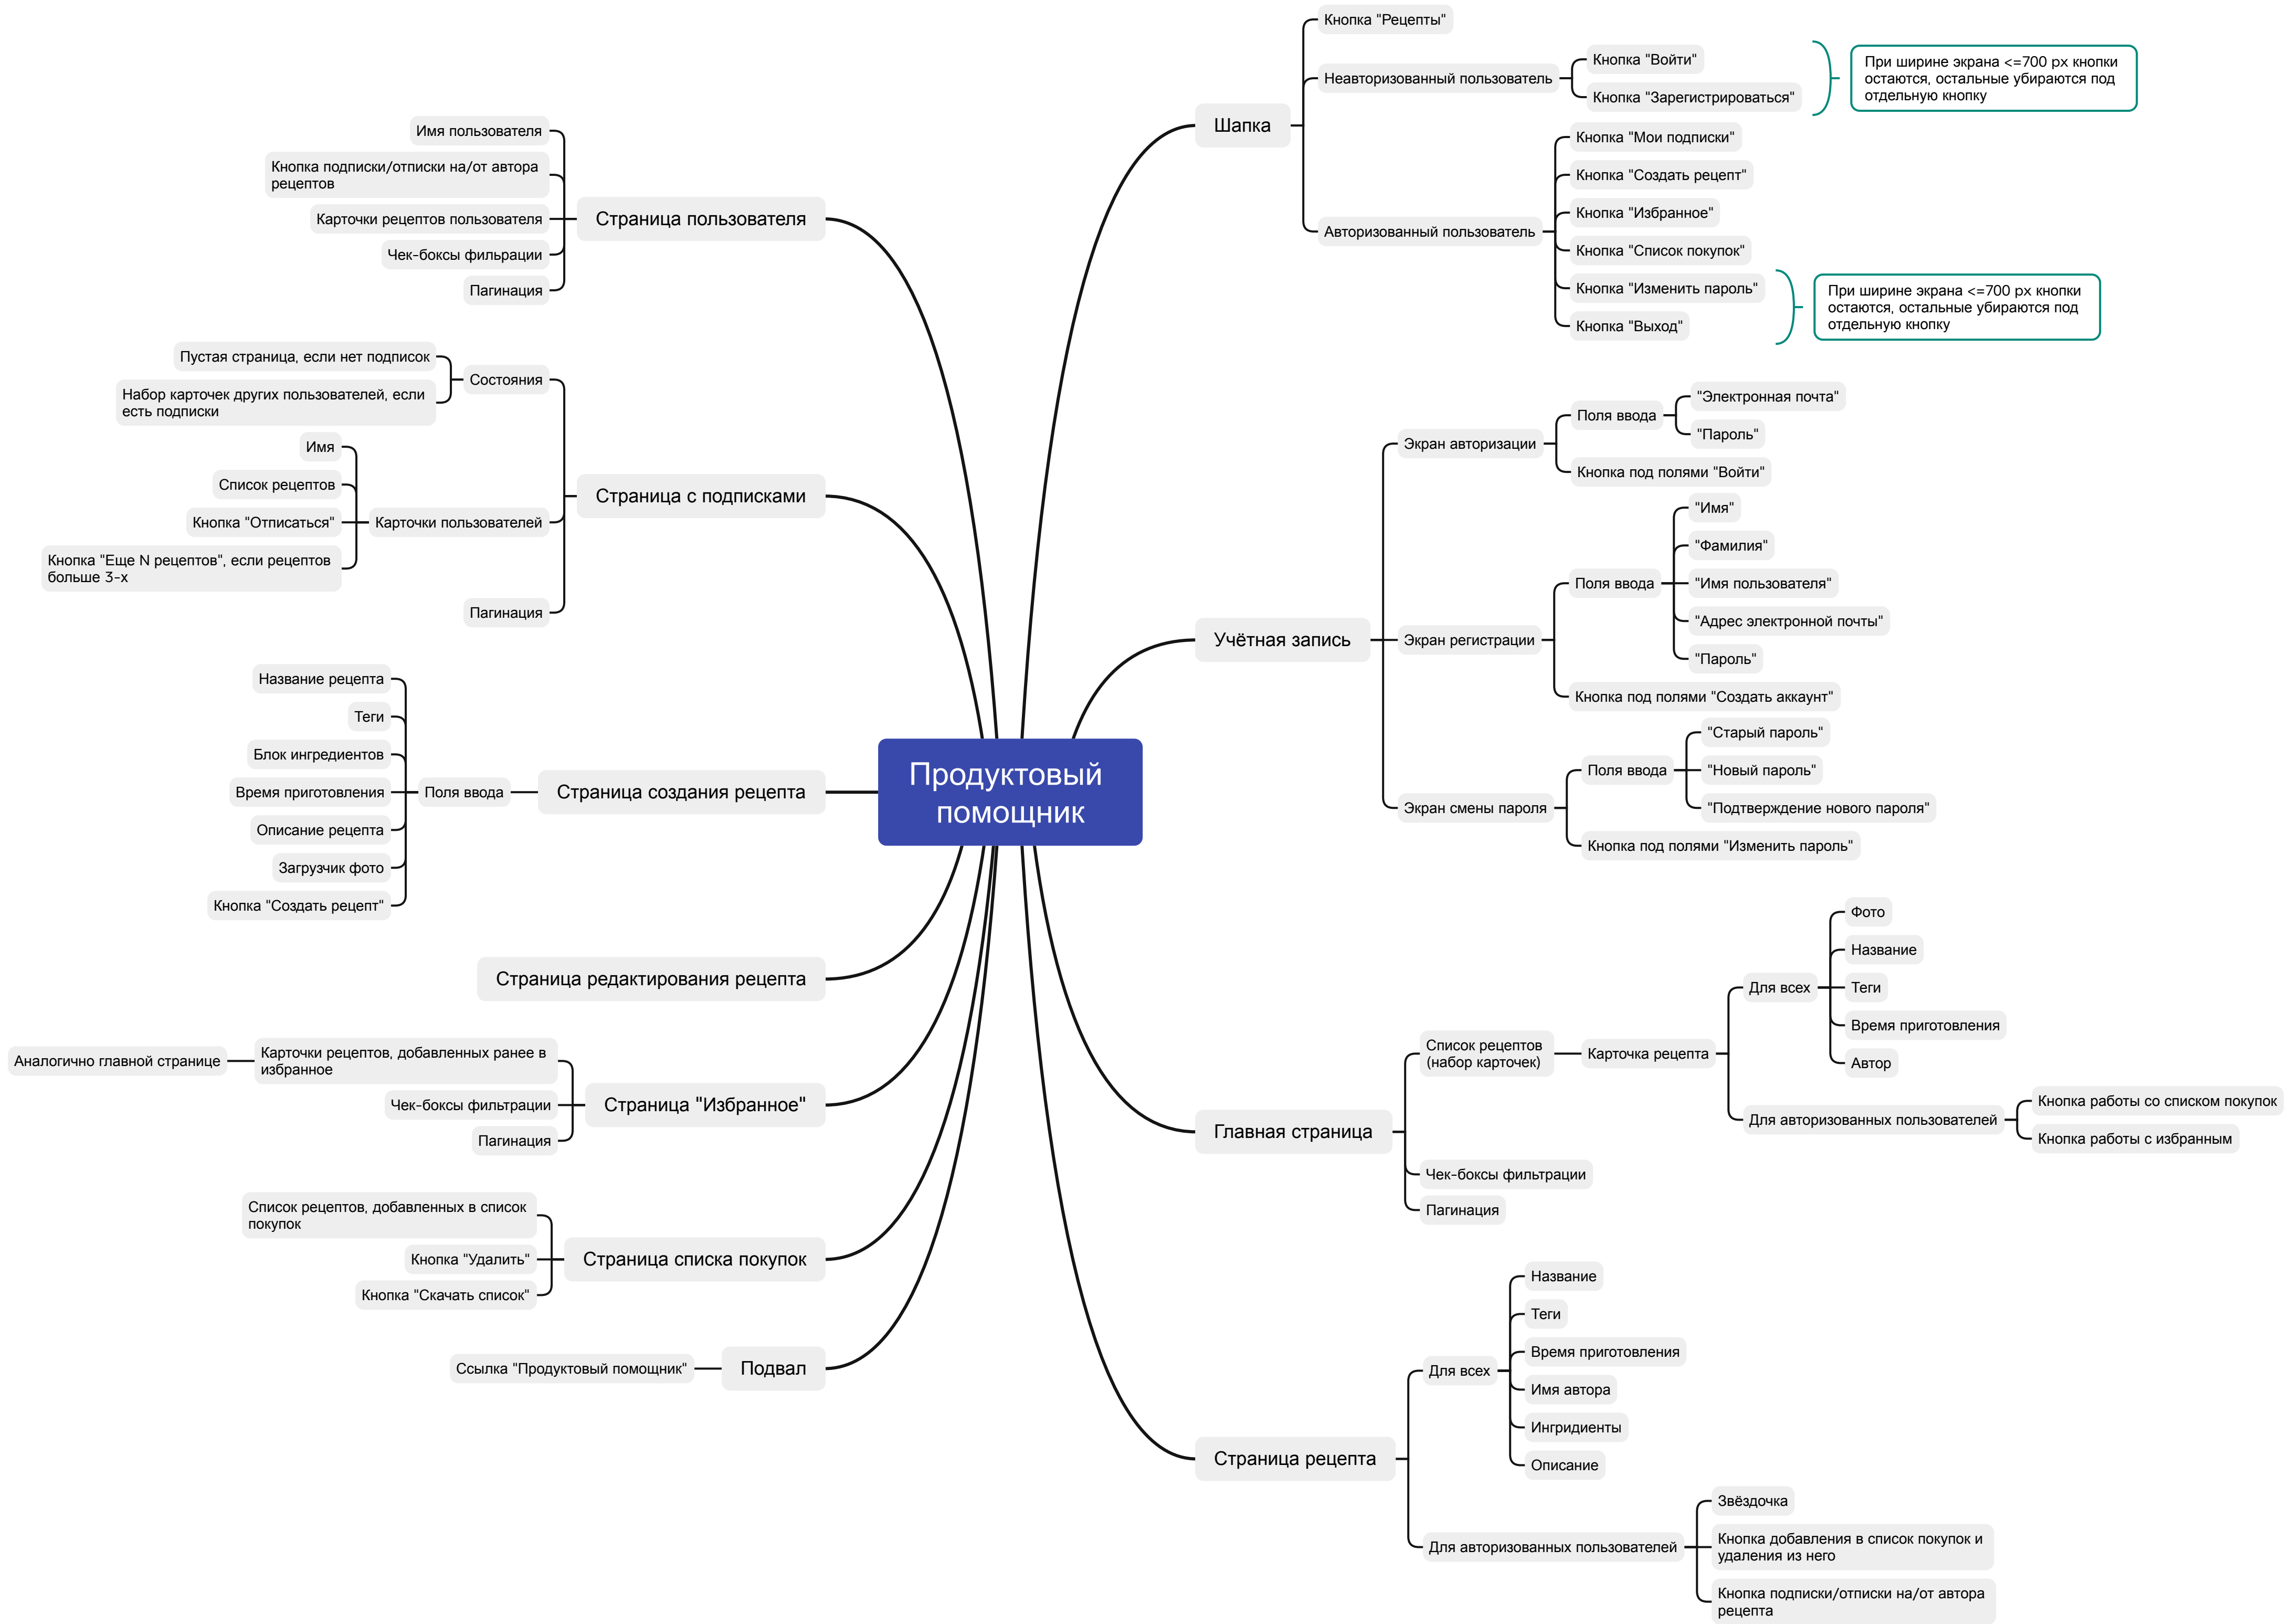 Продуктовый
помощник
Шапка
Кнопка "Рецепты"
Неавторизованный пользователь
Кнопка "Войти"
Кнопка "Зарегистрироваться"
При ширине экрана <=700 px кнопки
остаются, остальные убираются под
отдельную кнопку
Авторизованный пользователь
Кнопка "Мои подписки"
Кнопка "Создать рецепт"
Кнопка "Избранное"
Кнопка "Список покупок"
Кнопка "Изменить пароль"
Кнопка "Выход"
При ширине экрана <=700 px кнопки
остаются, остальные убираются под
отдельную кнопку
Учётная запись
Экран авторизации
Поля ввода
"Электронная почта"
"Пароль"
Кнопка под полями "Войти"
Экран регистрации
Поля ввода
"Имя"
"Фамилия"
"Имя пользователя"
"Адрес электронной почты"
"Пароль"
Кнопка под полями "Создать аккаунт"
Экран смены пароля
Поля ввода
"Старый пароль"
"Новый пароль"
"Подтверждение нового пароля"
Кнопка под полями "Изменить пароль"
Главная страница
Список рецептов
(набор карточек)
Карточка рецепта
Для всех
Фото
Название
Теги
Время приготовления
Автор
Для авторизованных пользователей
Кнопка работы со списком покупок
Кнопка работы с избранным
Чек-боксы фильтрации
Пагинация
Страница рецепта
Для всех
Название
Теги
Время приготовления
Имя автора
Ингридиенты
Описание
Для авторизованных пользователей
Звёздочка
Кнопка добавления в список покупок и
удаления из него
Кнопка подписки/отписки на/от автора
рецепта
Страница пользователя
Имя пользователя
Кнопка подписки/отписки на/от автора
рецептов
Карточки рецептов пользователя
Чек-боксы фильрации
Пагинация
Страница с подписками
Состояния
Пустая страница, если нет подписок
Набор карточек других пользователей, если
есть подписки
Карточки пользователей
Имя
Список рецептов
Кнопка "Отписаться"
Кнопка "Еще N рецептов", если рецептов
больше 3-х
Пагинация
Страница создания рецепта
Поля ввода
Название рецепта
Теги
Блок ингредиентов
Время приготовления
Описание рецепта
Загрузчик фото
Кнопка "Создать рецепт"
Страница редактирования рецепта
Страница "Избранное"
Карточки рецептов, добавленных ранее в
избранное
Аналогично главной странице
Чек-боксы фильтрации
Пагинация
Страница списка покупок
Список рецептов, добавленных в список
покупок
Кнопка "Удалить"
Кнопка "Скачать список"
Подвал
Ссылка "Продуктовый помощник"